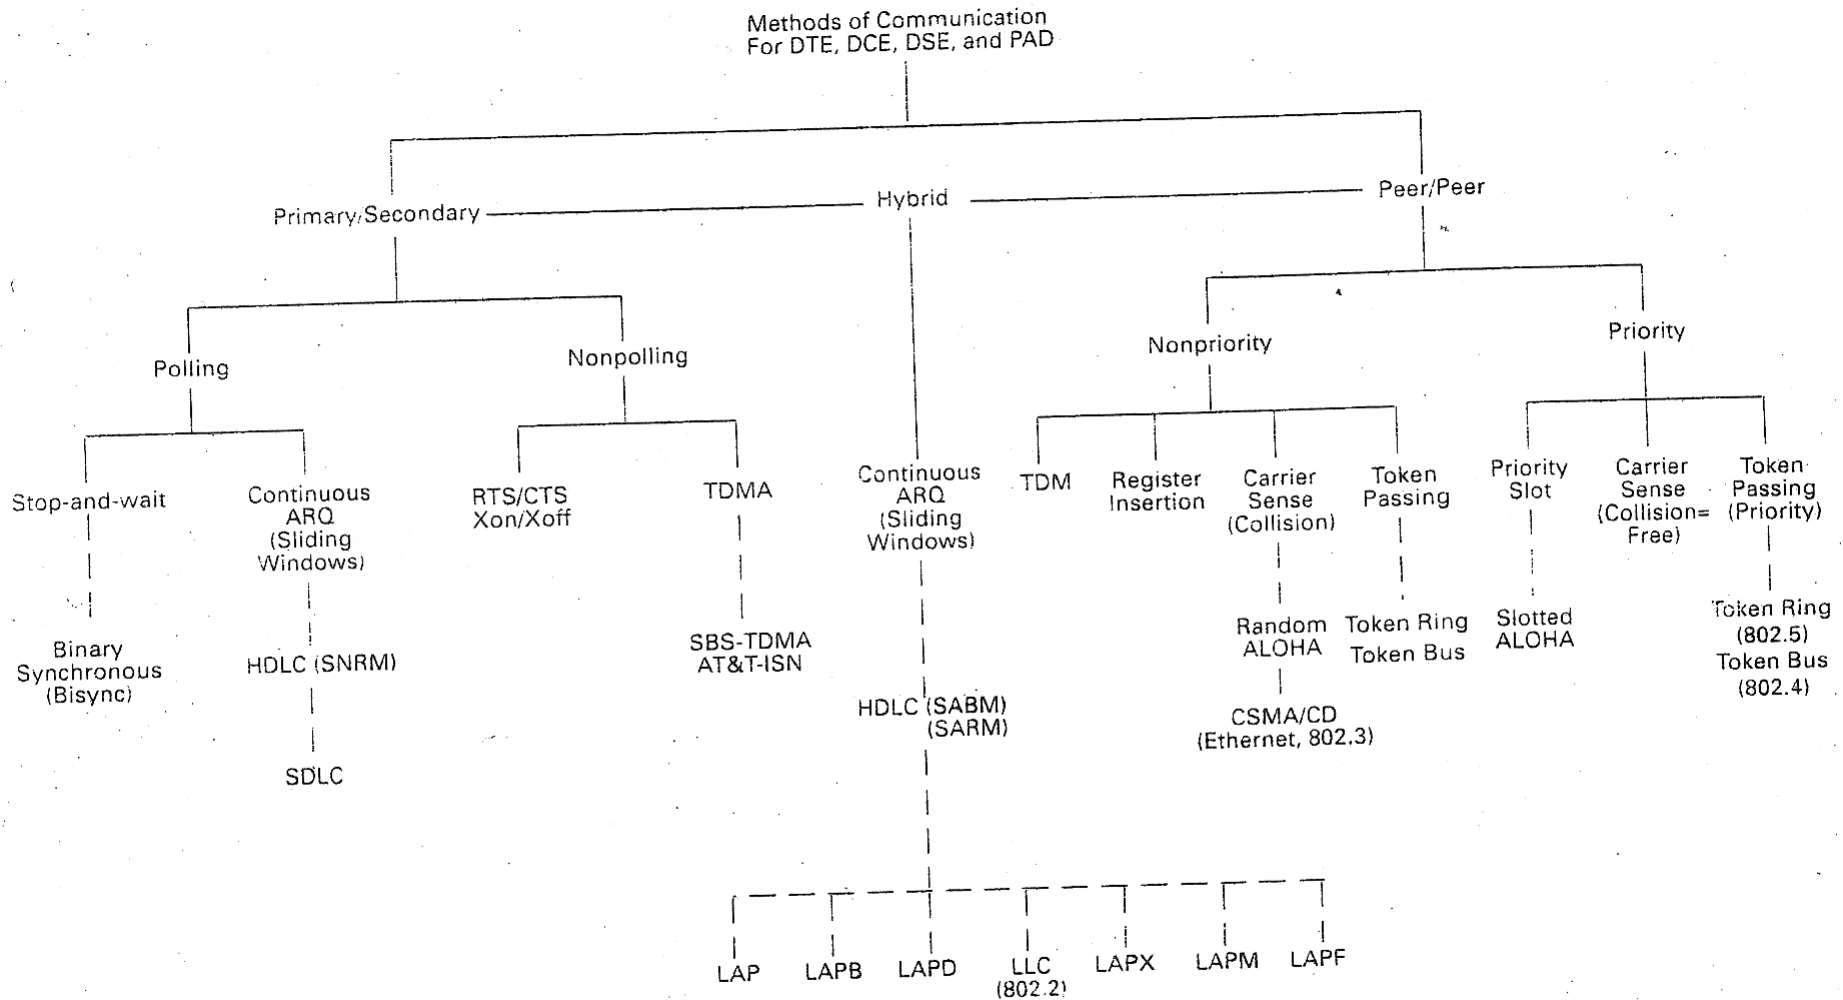 Methods of Communication
For DTE, DCE, DSE, and PAD
Primary/Secondary
Hybrid
Peer/Peer
Polling
Nonpolling
Nonpriority
Priority
Stop-and-wait
Continuous
ARQ
(Sliding
Windows)
RTS/CTS
Xon/Xoff
TDMA
Continuous
ARQ
(Sliding
Windows)
TDM
Register
Insertion
Carrier
Sense
(Collision)
Token
Passing
Priority
Slot
Carrier
Sense
(Collision=
Free)
Token
Passing
(Priority)
Binary
Synchronous
(Bisync)
HDLC (SNRM)
SDLC
SBS-TDMA
AT&T-ISN
HDLC (SABM)
(SARM)
Random
ALOHA
CSMA/CD
(Ethernet, 802.3)
Token Ring
Token Bus
Slotted
ALOHA
Token Ring
(802.5)
Token Bus
(802.4)
LAP
LAPB
LAPD
LLC
(802.2)
LAPX
LAPM
LAPF